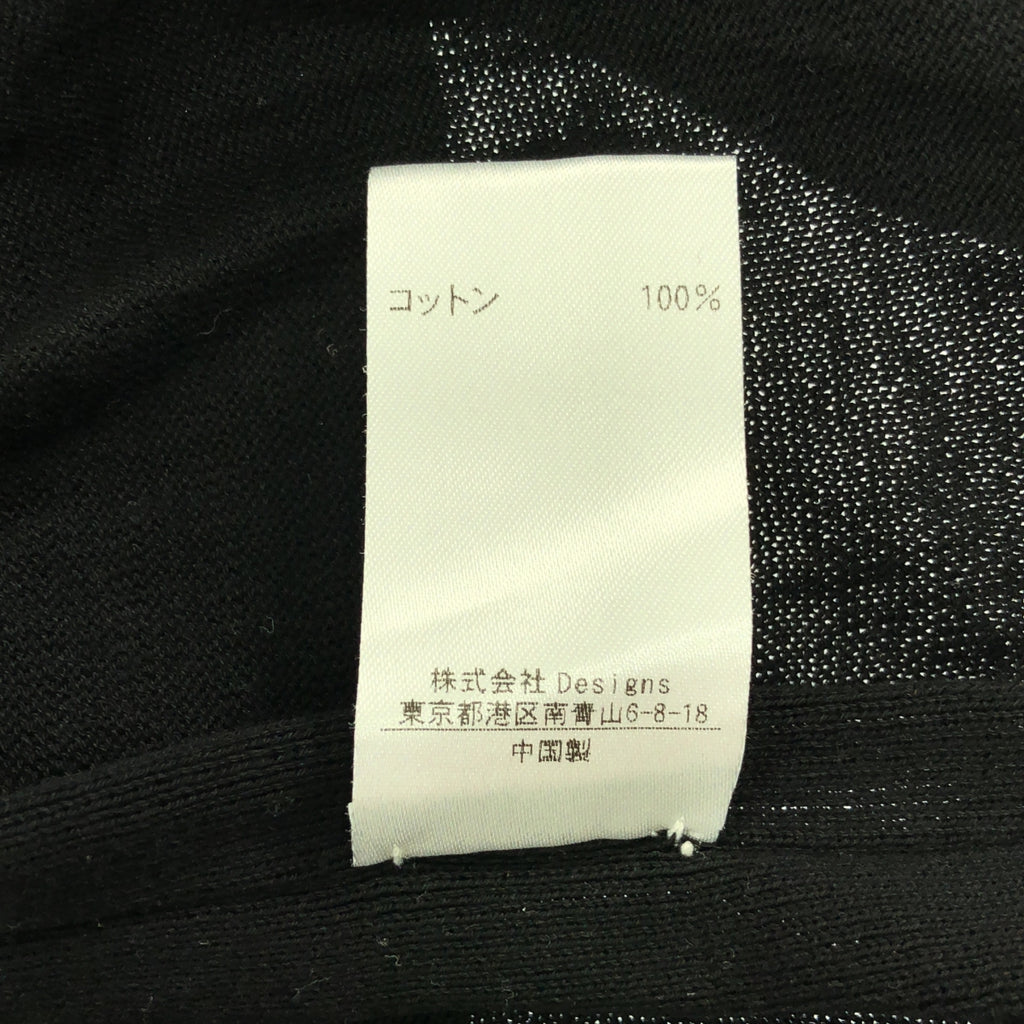 コットン 100%
株式会社 Designs
東京都港区南青山6-8-18
中国製